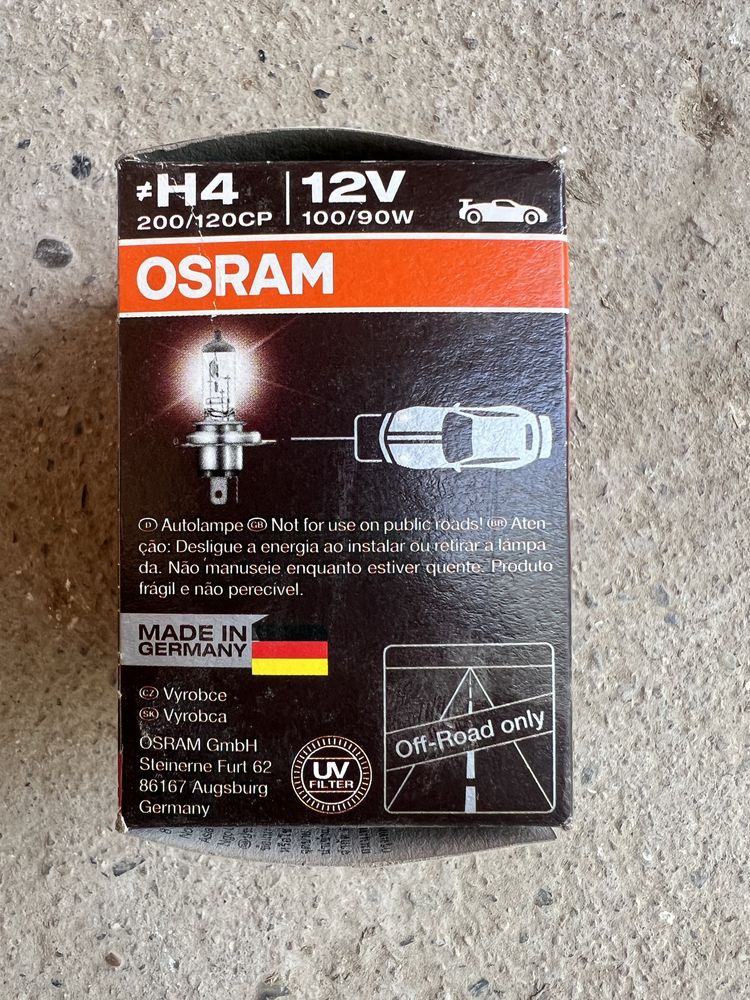 ≠H4 | 12V
200/120CP | 100/90W
OSRAM
Ⓓ Autolampe GB Not for use on public roads! BR Aten-
ção: Desligue a energia ao instalar ou retirar a lâmpa-
da. Não manuseie enquanto estiver quente. Produto
frágil e não perecível.
MADE IN
GERMANY
CZ Výrobce
SK Výrobca
OSRAM GmbH
Steinerne Furt 62
86167 Augsburg
Germany
UV
FILTER
Off-Road only